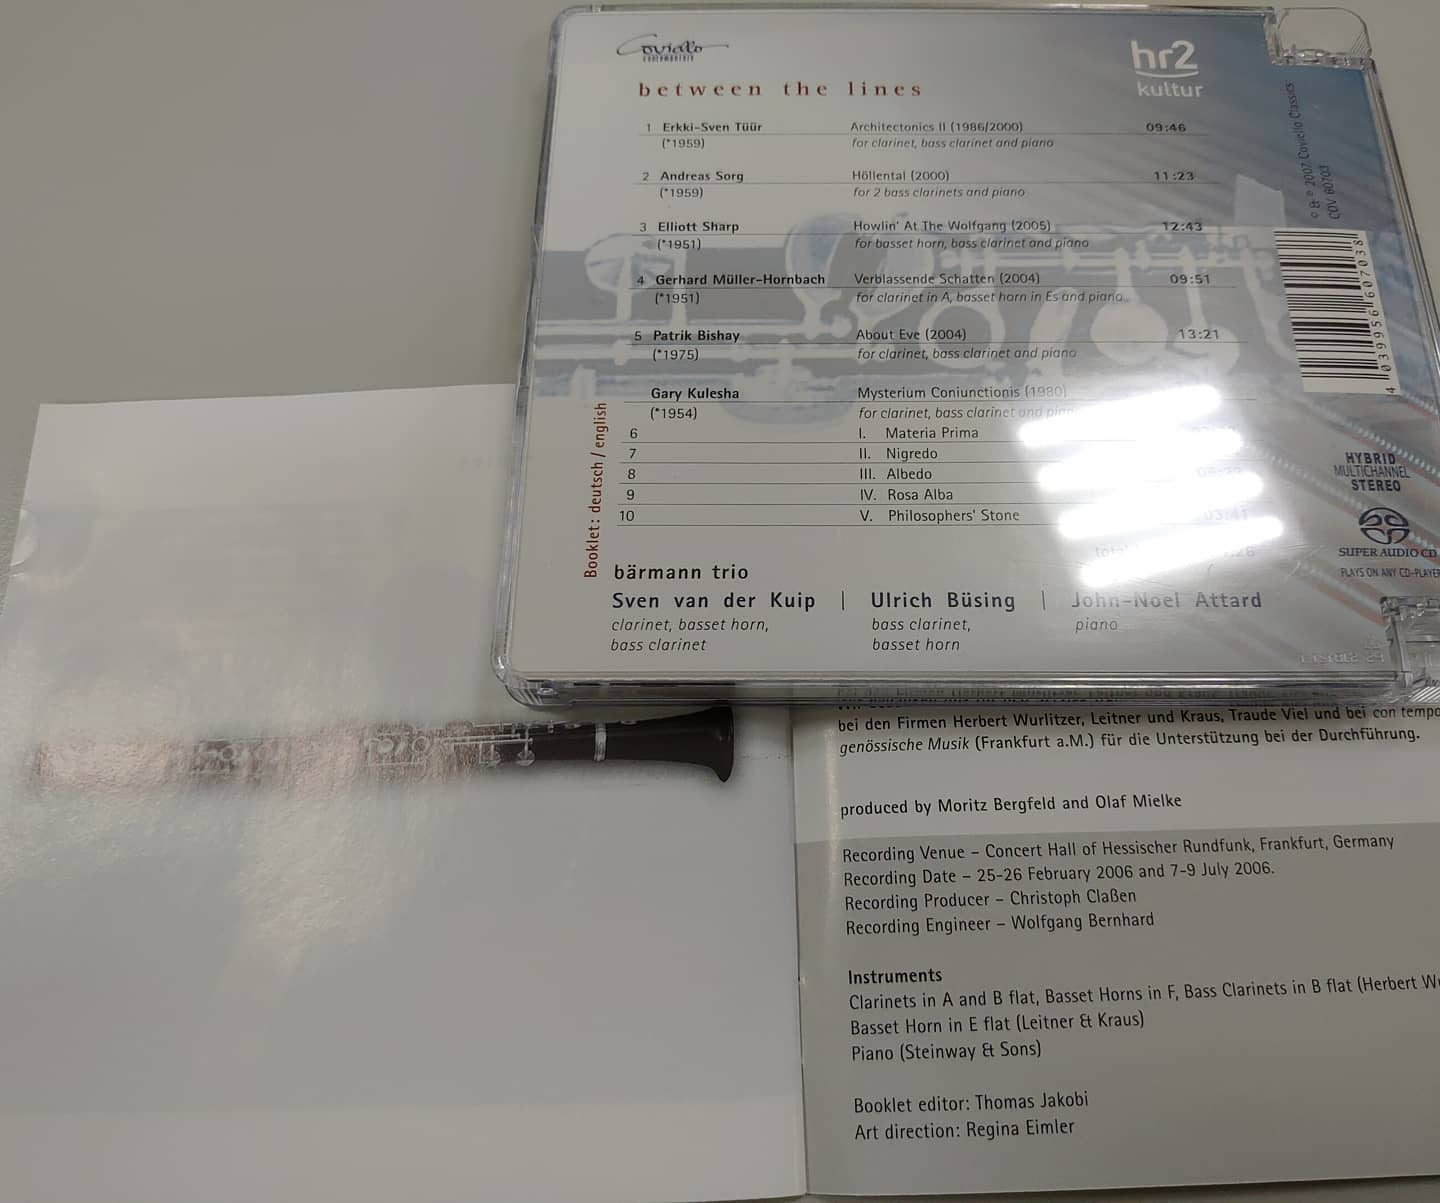 Coviello
contemporary
hr2
kultur
between the lines
1 Erkki-Sven Tüür Architectonics II (1986/2000) 09:46
(*1959) for clarinet, bass clarinet and piano
2 Andreas Sorg Höllental (2000) 11:23
(*1959) for 2 bass clarinets and piano
3 Elliott Sharp Howlin' At The Wolfgang (2005) 12:43
(*1951) for basset horn, bass clarinet and piano
4 Gerhard Müller-Hornbach Verblassende Schatten (2004) 09:51
(*1951) for clarinet in A, basset horn in Es and piano
5 Patrik Bishay About Eve (2004) 13:21
(*1975) for clarinet, bass clarinet and piano
Gary Kulesha Mysterium Coniunctionis (1980)
(*1954) for clarinet, bass clarinet and piano
6 I. Materia Prima
7 II. Nigredo
8 III. Albedo
9 IV. Rosa Alba
10 V. Philosophers' Stone 03:41
Booklet: deutsch / english
bärmann trio
Sven van der Kuip | Ulrich Büsing | John-Noel Attard
clarinet, basset horn, bass clarinet, piano
bass clarinet basset horn
© & ℗ 2007 Coviello Classics
COV 60703
4 039956 607038
HYBRID
MULTICHANNEL
STEREO
SUPER AUDIO CD
PLAYS ON ANY CD-PLAYER
bei den Firmen Herbert Wurlitzer, Leitner und Kraus, Traude Viel und bei con tempo
genössische Musik (Frankfurt a.M.) für die Unterstützung bei der Durchführung.
produced by Moritz Bergfeld and Olaf Mielke
Recording Venue – Concert Hall of Hessischer Rundfunk, Frankfurt, Germany
Recording Date – 25-26 February 2006 and 7-9 July 2006.
Recording Producer – Christoph Claßen
Recording Engineer – Wolfgang Bernhard
Instruments
Clarinets in A and B flat, Basset Horns in F, Bass Clarinets in B flat (Herbert Wu
Basset Horn in E flat (Leitner & Kraus)
Piano (Steinway & Sons)
Booklet editor: Thomas Jakobi
Art direction: Regina Eimler